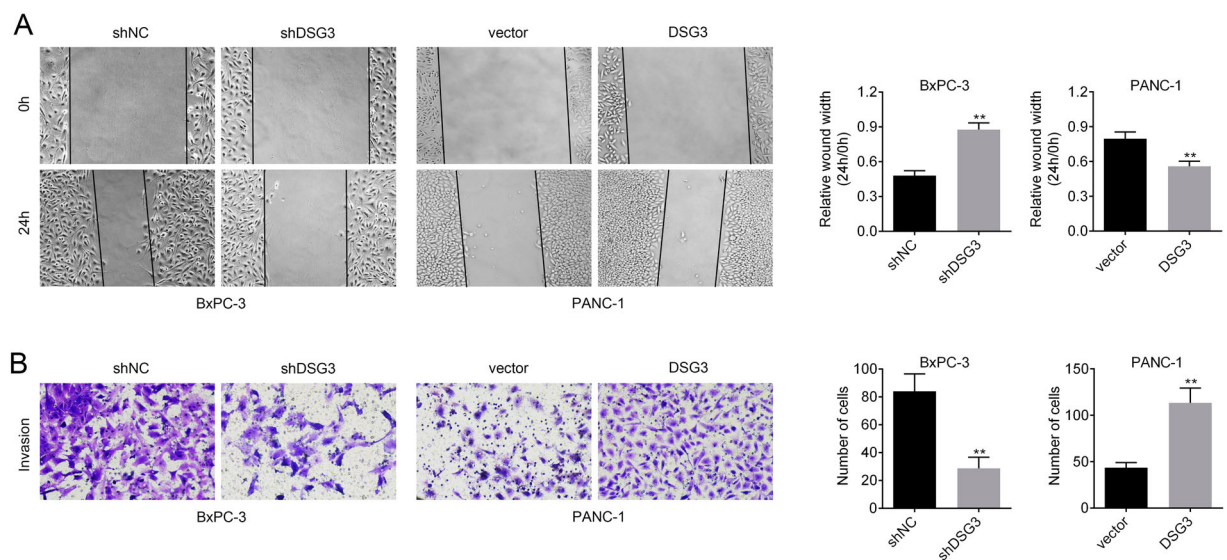 A
shNC
shDSG3
vector
DSG3
0h
24h
BxPC-3
PANC-1
BxPC-3
Relative wound width
(24h/0h)
1.2
0.9
0.6
0.3
0.0
**
shNC
shDSG3
PANC-1
Relative wound width
(24h/0h)
1.2
0.9
0.6
0.3
0.0
**
vector
DSG3
B
shNC
shDSG3
vector
DSG3
Invasion
BxPC-3
PANC-1
BxPC-3
Number of cells
100
80
60
40
20
0
**
shNC
shDSG3
PANC-1
Number of cells
150
100
50
0
**
vector
DSG3